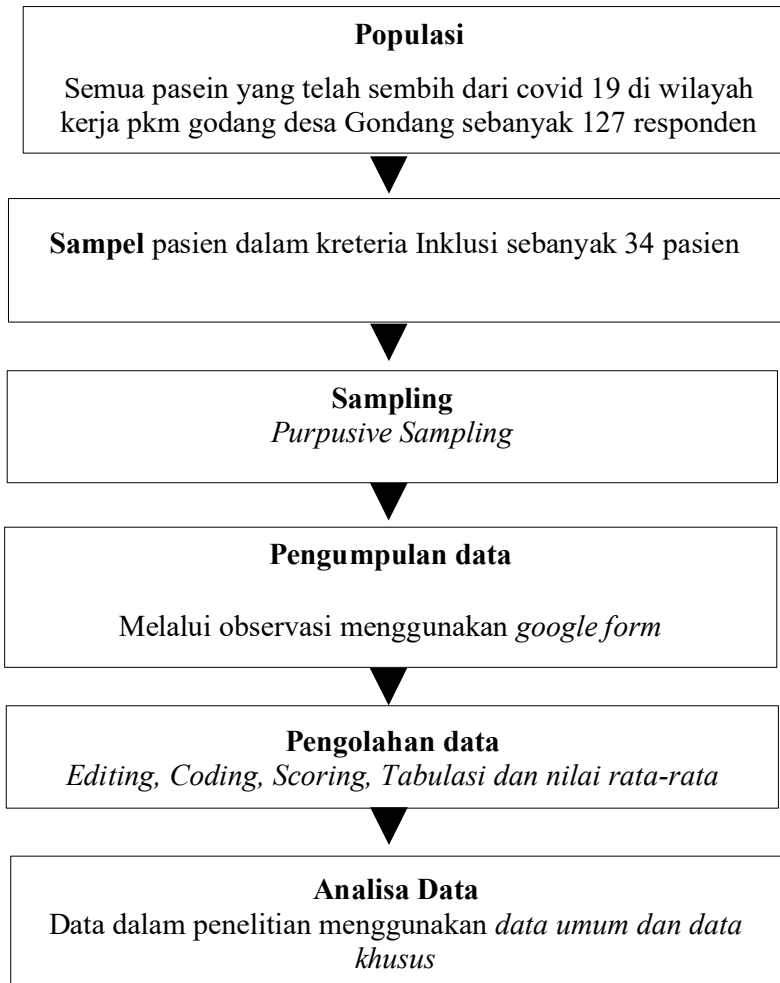 Populasi
Semua pasein yang telah sembih dari covid 19 di wilayah
kerja pkm godang desa Gondang sebanyak 127 responden
Sampel pasien dalam kreteria Inklusi sebanyak 34 pasien
Sampling
Purpusive Sampling
Pengumpulan data
Melalui observasi menggunakan google form
Pengolahan data
Editing, Coding, Scoring, Tabulasi dan nilai rata-rata
Analisa Data
Data dalam penelitian menggunakan data umum dan data
khusus